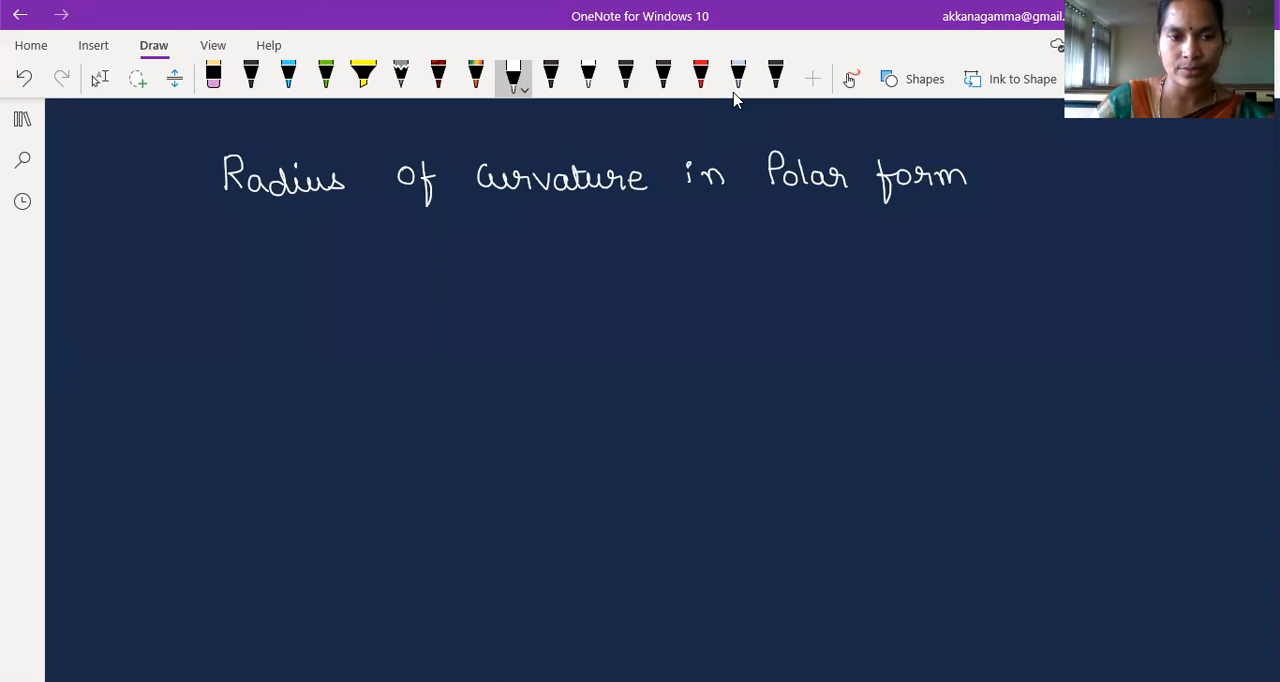 OneNote for Windows 10
akkanagamma@gmail.
Home Insert Draw View Help
Shapes Ink to Shape
Radius of curvature in Polar form